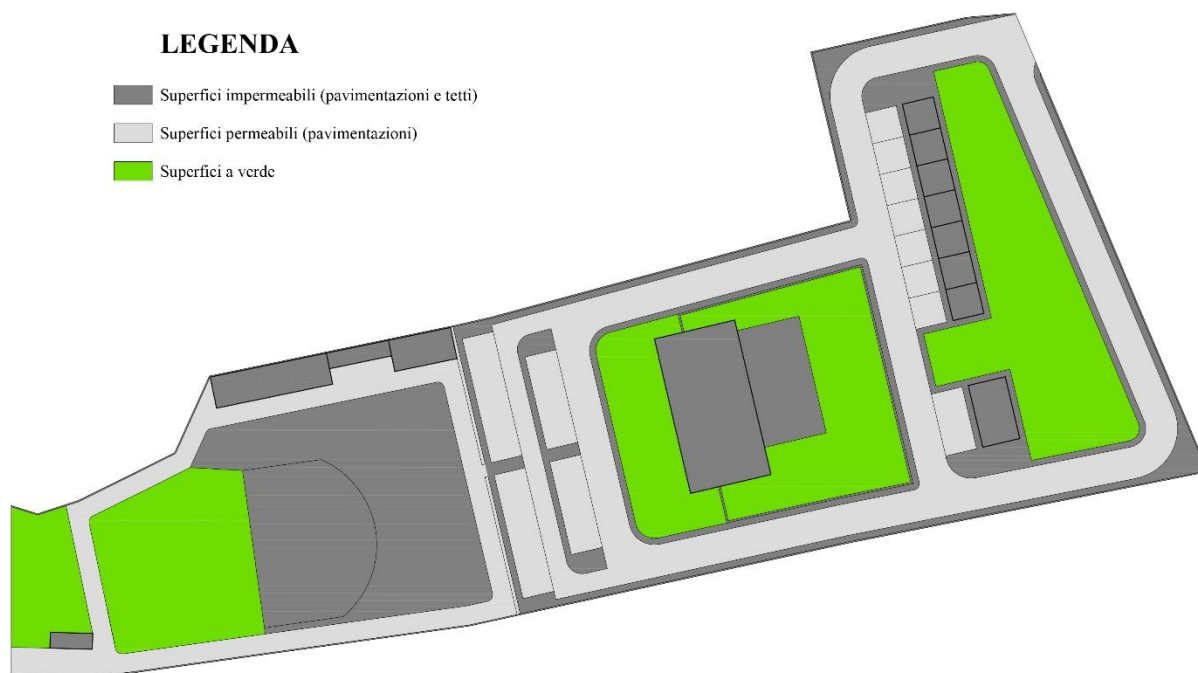 LEGENDA
Superfici impermeabili (pavimentazioni e tetti)
Superfici permeabili (pavimentazioni)
Superfici a verde